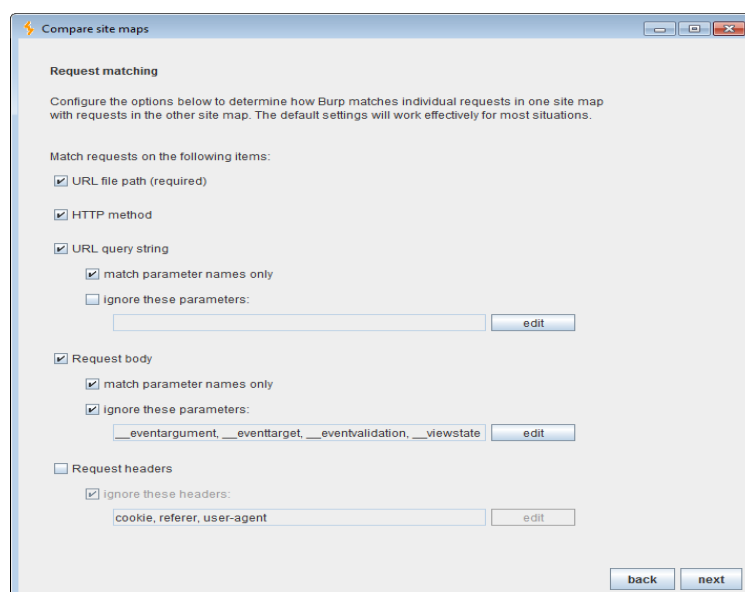 Compare site maps
Request matching
Configure the options below to determine how Burp matches individual requests in one site map
with requests in the other site map. The default settings will work effectively for most situations.
Match requests on the following items:
URL file path (required)
HTTP method
URL query string
match parameter names only
ignore these parameters:
edit
Request body
match parameter names only
ignore these parameters:
__eventargument, __eventtarget, __eventvalidation, __viewstate edit
Request headers
ignore these headers:
cookie, referer, user-agent edit
back next